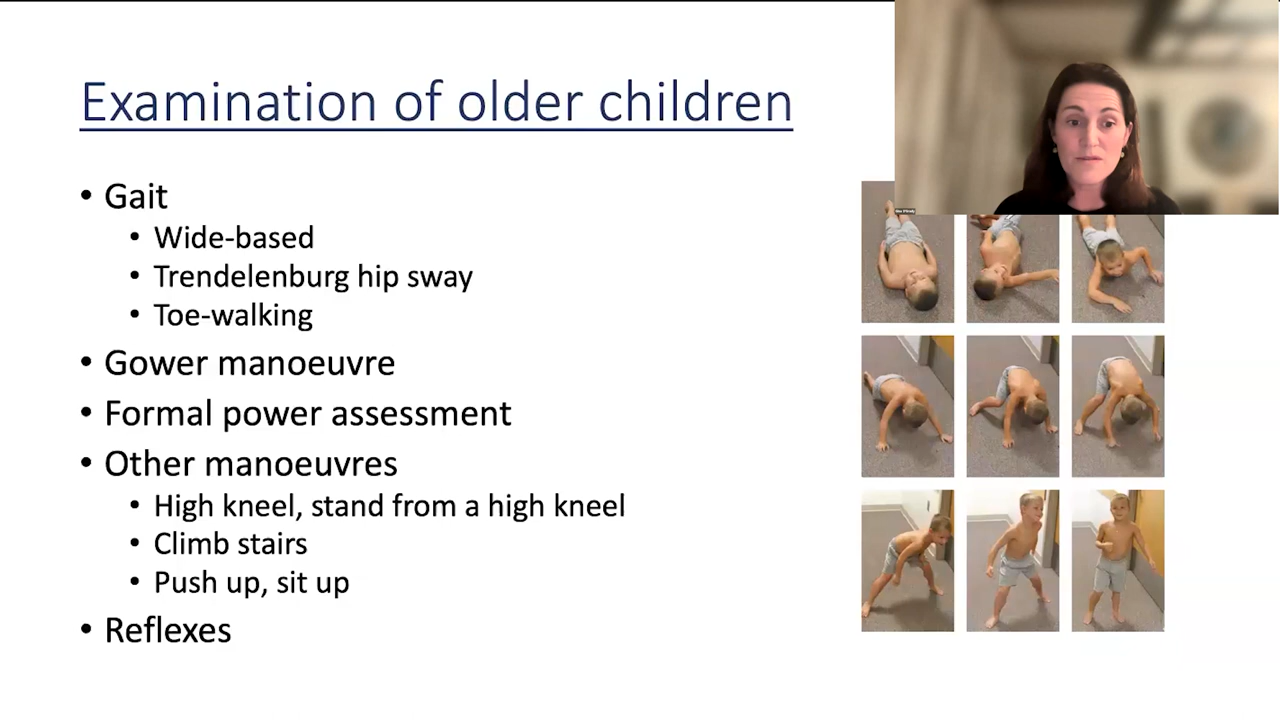 Examination of older children
• Gait
• Wide-based
• Trendelenburg hip sway
• Toe-walking
• Gower manoeuvre
• Formal power assessment
• Other manoeuvres
• High kneel, stand from a high kneel
• Climb stairs
• Push up, sit up
• Reflexes